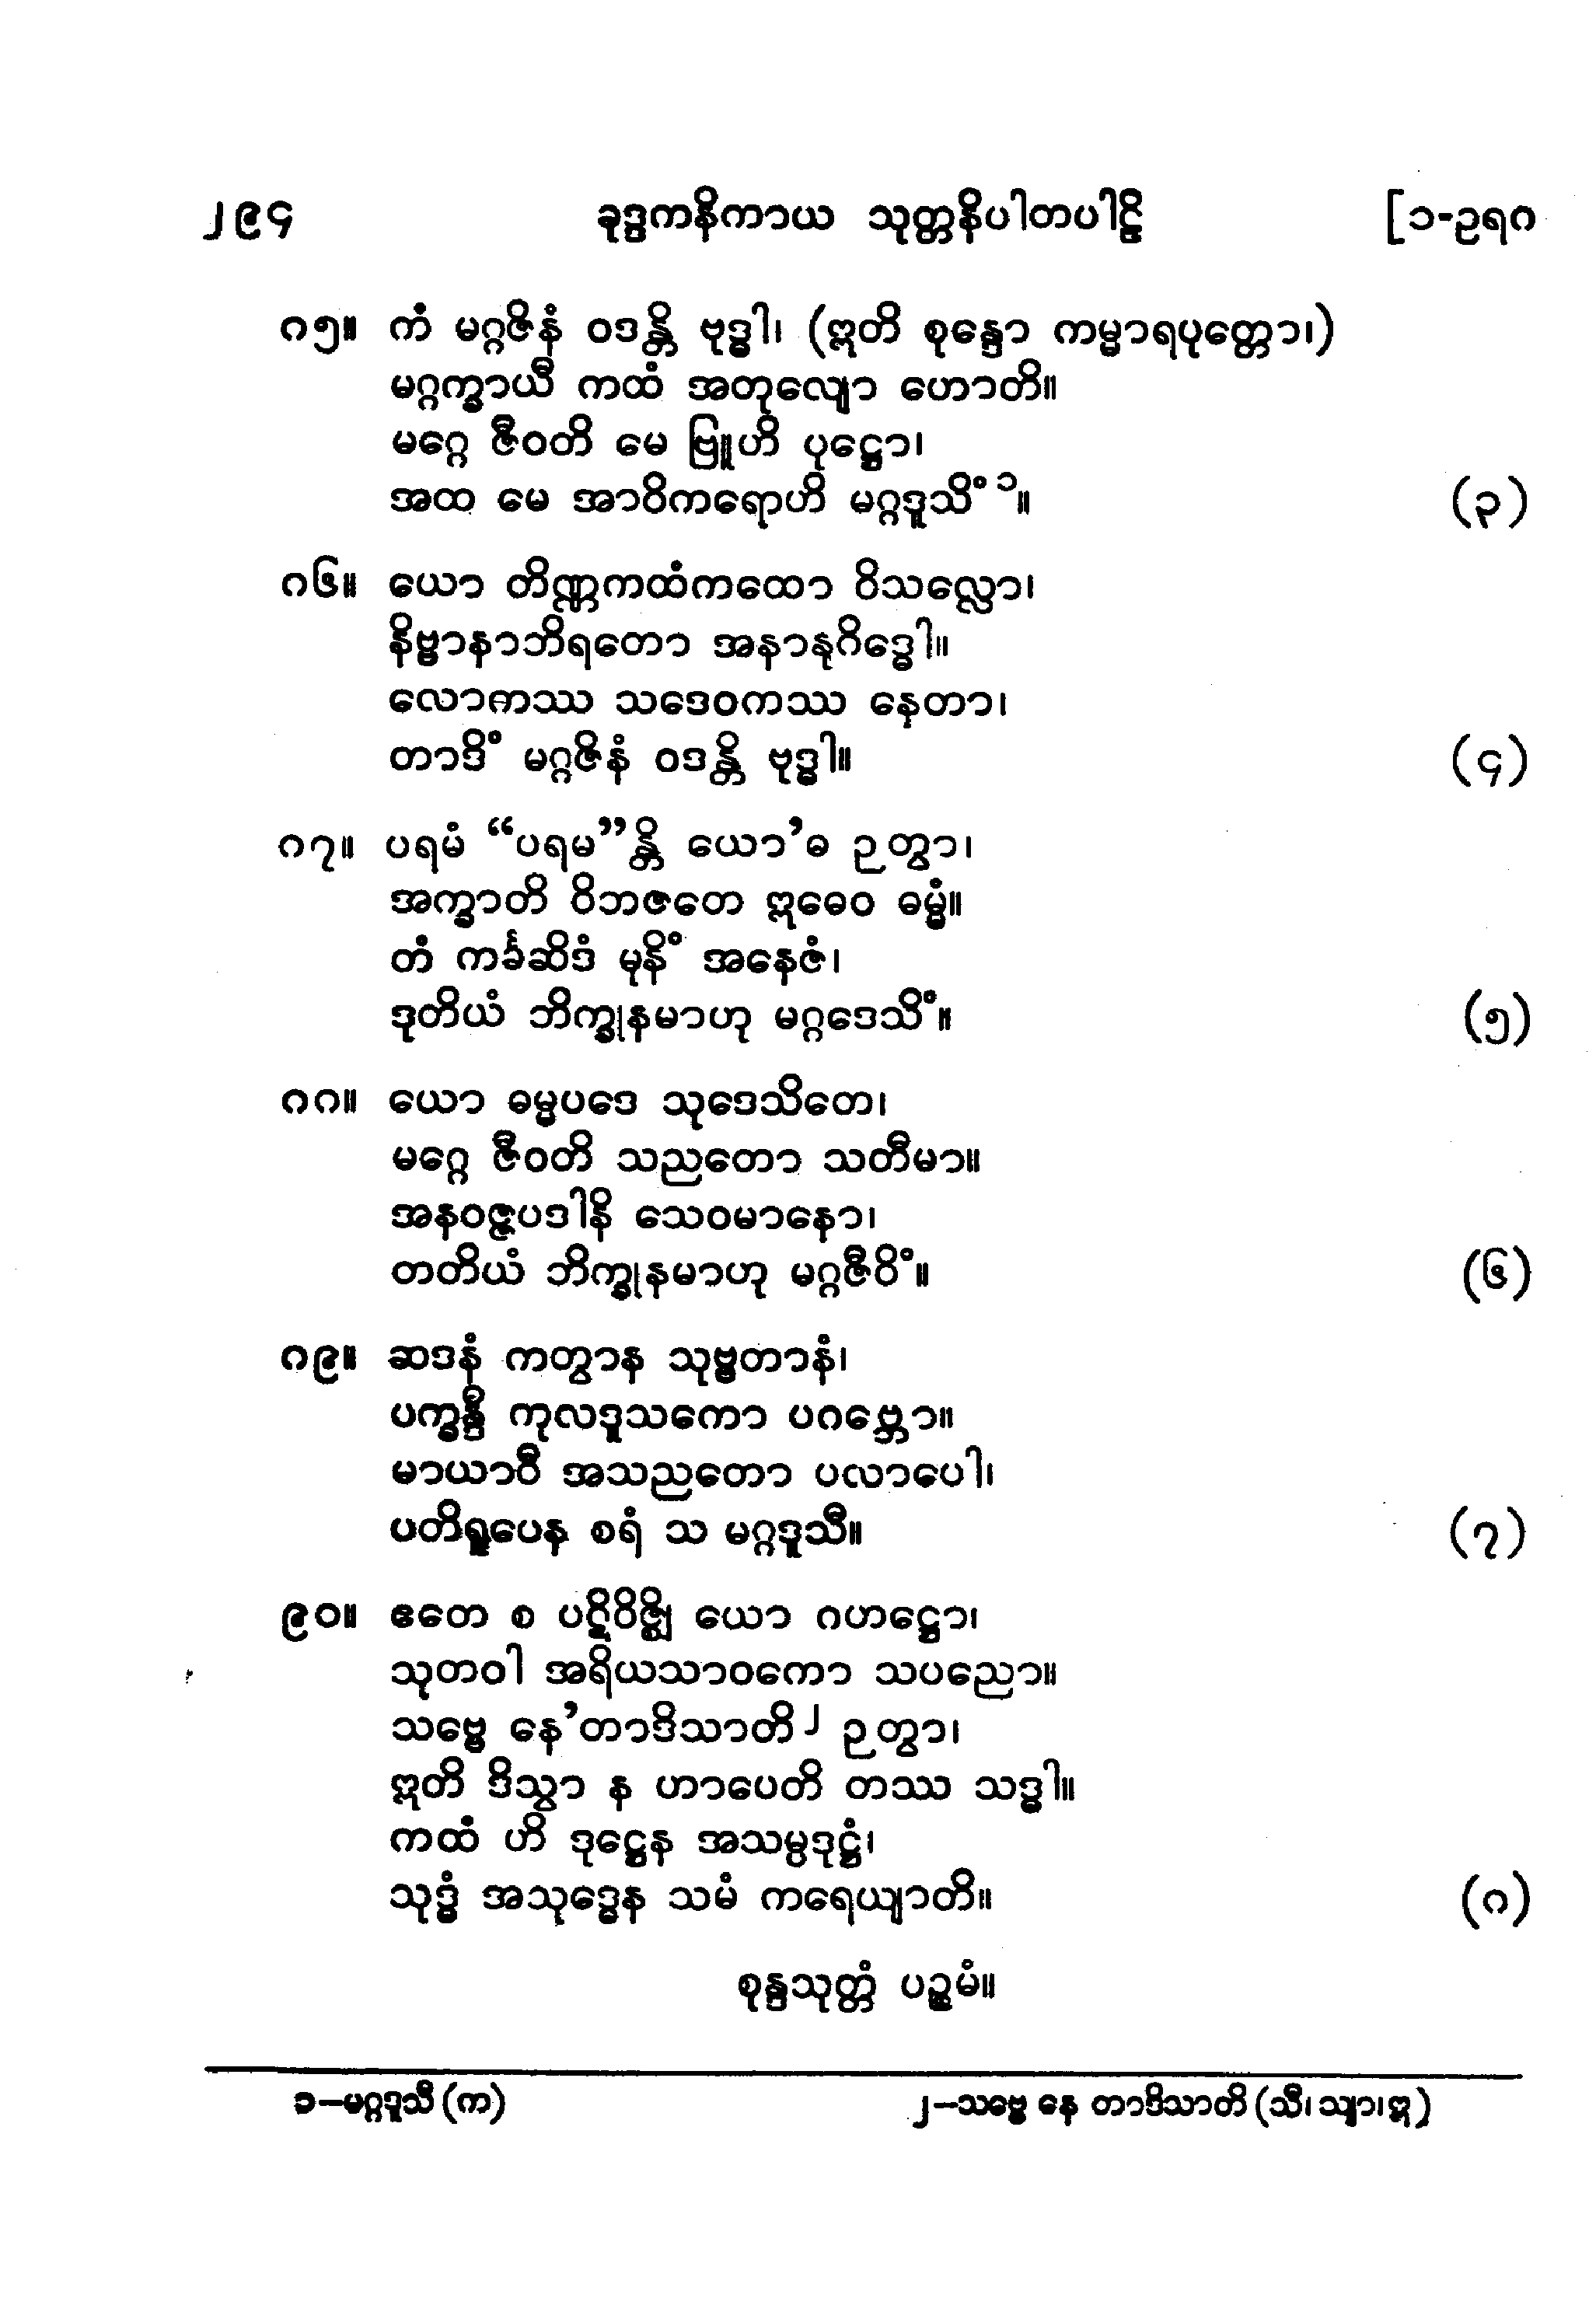 ၂၉၄ ခုဒ္ဒကနိကာယ သုတ္တနိပါတပါဠိ [၁-ဥရဂ
၈၅။ ကံ မဂ္ဂဇိနံ ဝဒန္တိ ဗုဒ္ဓါ၊ (ဣတိ စုန္ဒော ကမ္မာရပုတ္တော၊)
မဂ္ဂက္ခာယီ ကထံ အတုလျော ဟောတိ။
မဂ္ဂေ ဇီဝတိ မေ ဗြူဟိ ပုဋ္ဌော၊
အထ မေ အာဝိကရောဟိ မဂ္ဂဒူသိံ ၁။ (၃)
၈၆။ ယော တိဏ္ဏကထံကထော ဝိသလ္လော၊
နိဗ္ဗာနာဘိရတော အနာနုဂိဒ္ဓေါ။
လောကဿ သဒေဝကဿ နေတာ၊
တာဒိံ မဂ္ဂဇိနံ ဝဒန္တိ ဗုဒ္ဓါ။ (၄)
၈၇။ ပရမံ “ပရမ”န္တိ ယော’ဓ ဉတွာ၊
အက္ခာတိ ဝိဘဇတေ ဣဓေဝ ဓမ္မံ။
တံ ကင်္ခဆိဒံ မုနိံ အနေဇံ၊
ဒုတိယံ ဘိက္ခုနမာဟု မဂ္ဂဒေသိံ။ (၅)
၈၈။ ယော ဓမ္မပဒေ သုဒေသိတေ၊
မဂ္ဂေ ဇီဝတိ သညတော သတီမာ။
အနဝဇ္ဇပဒါနိ သေဝမာနော၊
တတိယံ ဘိက္ခုနမာဟု မဂ္ဂဇီဝိံ။ (၆)
၈၉။ ဆဒနံ ကတွာန သုဗ္ဗတာနံ၊
ပက္ခန္ဒီ ကုလဒူသကော ပဂဗ္ဘော။
မာယာဝီ အသညတော ပလာပေါ၊
ပတိရူပေန စရံ သ မဂ္ဂဒူသီ။ (၇)
၉၀။ ဧတေ စ ပဋိဝိဇ္ဈိ ယော ဂဟဋ္ဌော၊
သုတဝါ အရိယသာဝကော သပညော။
သဗ္ဗေ နေ’တာဒိသာတိ၂ ဉတွာ၊
ဣတိ ဒိသွာ န ဟာပေတိ တဿ သဒ္ဓါ။
ကထံ ဟိ ဒုဋ္ဌေန အသမ္ပဒုဋ္ဌံ၊
သုဒ္ဓံ အသုဒ္ဓေန သမံ ကရေယျာတိ။ (၈)
စုန္ဒသုတ္တံ ပဉ္စမံ။
၁–မဂ္ဂဒူသီ (က) ၂–သဗ္ဗေ နေ တာဒိသာတိ (သီ၊ သျာ၊ ဣ)